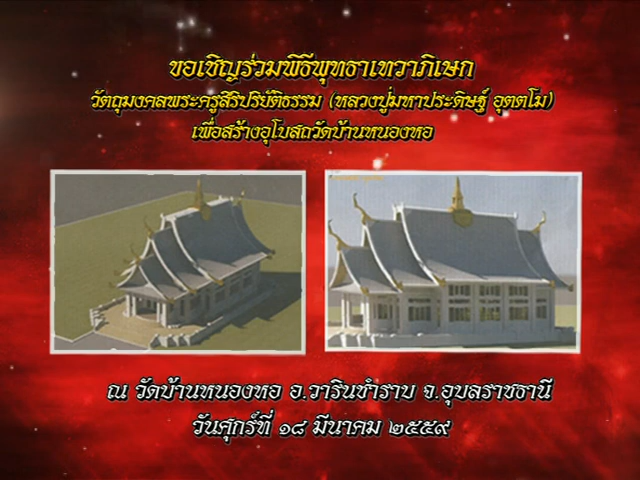 ขอเชิญร่วมพิธีพุทธาเทวาภิเษก
วัตถุมงคลพระครูสิริปริยัติธรรม (หลวงปู่มหาประดิษฐ์ อุตตโม)
เพื่อสร้างอุโบสถวัดบ้านหนองหอ
ณ วัดบ้านหนองหอ อ.วารินชำราบ จ.อุบลราชธานี
วันศุกร์ที่ ๑๘ มีนาคม ๒๕๕๙